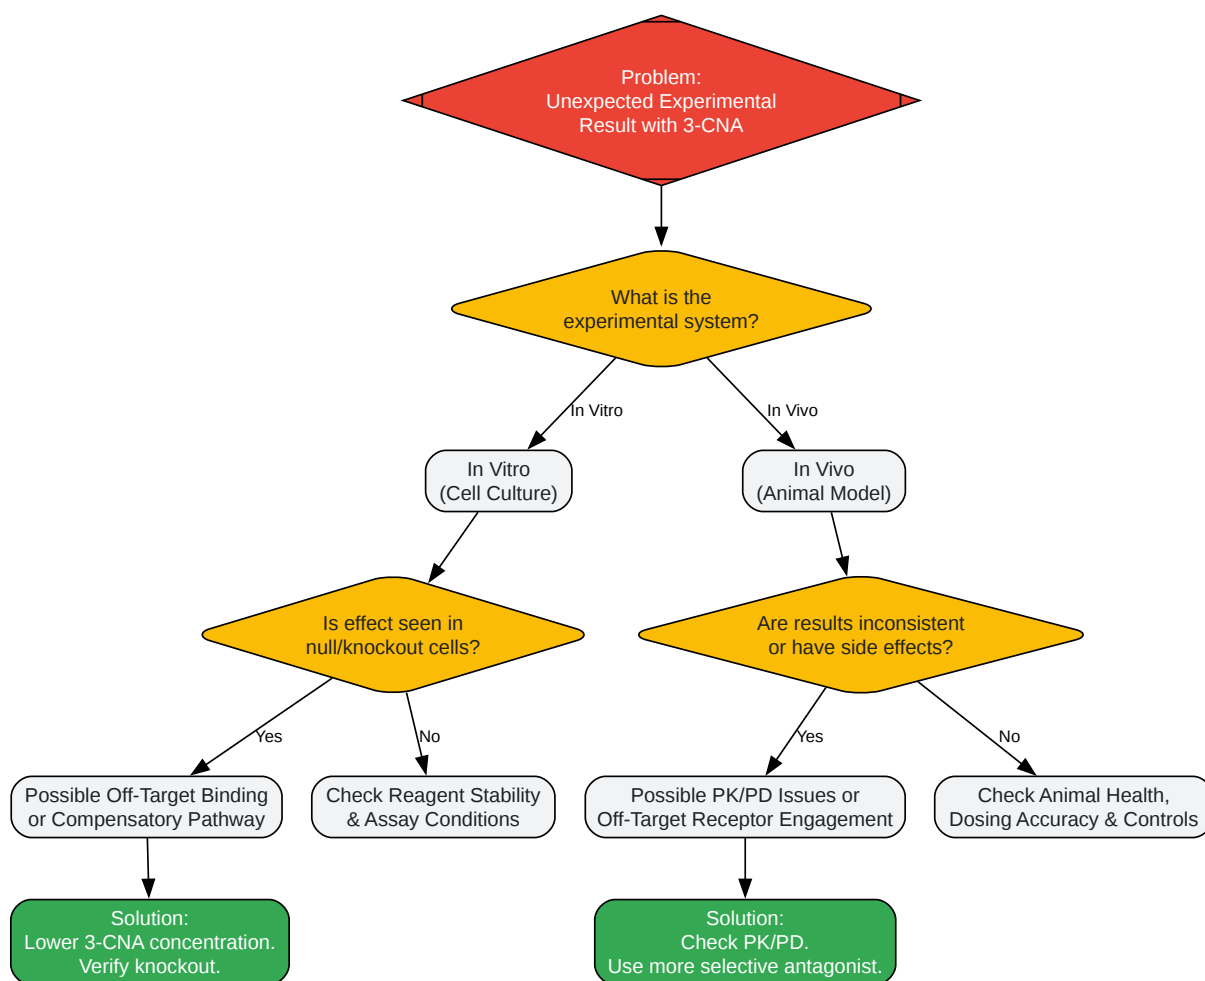 Problem:
Unexpected Experimental
Result with 3-CNA
What is the
experimental system?
In Vitro
In Vivo
In Vitro
(Cell Culture)
In Vivo
(Animal Model)
Is effect seen in
null/knockout cells?
Are results inconsistent
or have side effects?
Yes
No
Yes
No
Possible Off-Target Binding
or Compensatory Pathway
Check Reagent Stability
& Assay Conditions
Possible PK/PD Issues or
Off-Target Receptor Engagement
Check Animal Health,
Dosing Accuracy & Controls
Solution:
Lower 3-CNA concentration.
Verify knockout.
Solution:
Check PK/PD.
Use more selective antagonist.